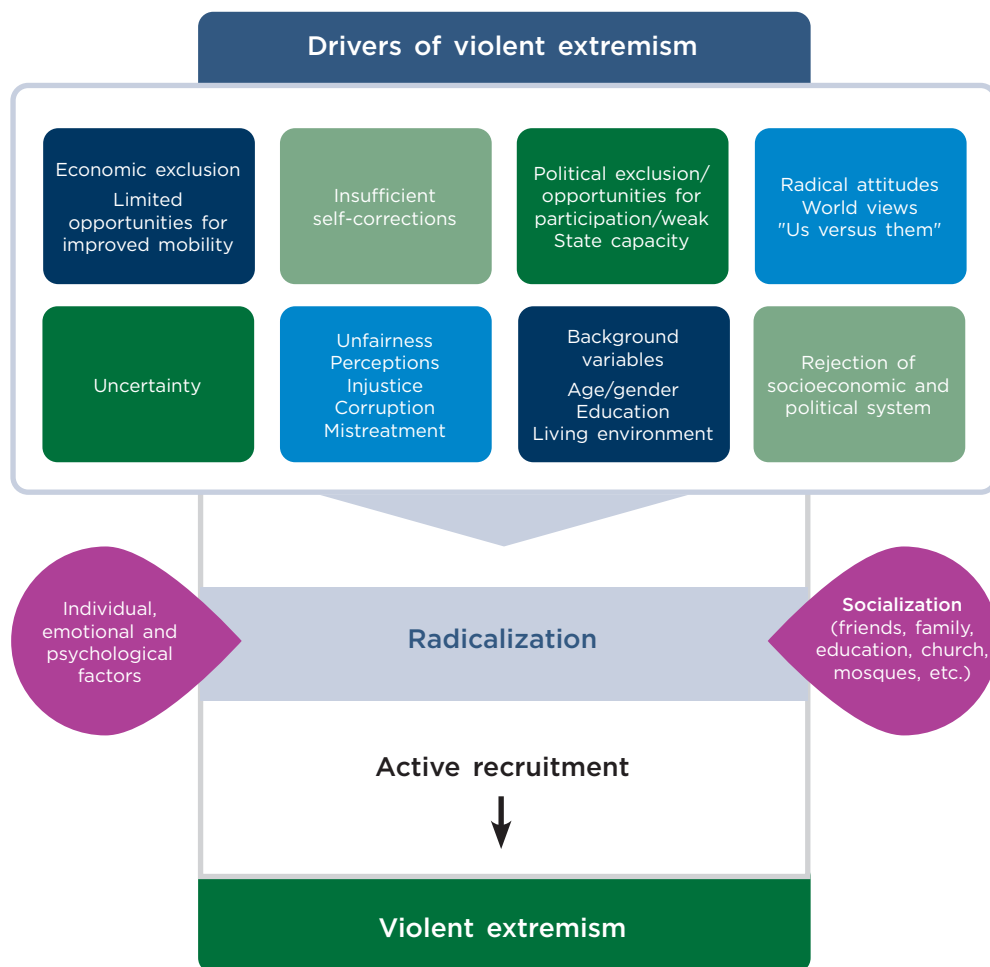 Drivers of violent extremism
Economic exclusion
Limited
opportunities for
improved mobility
Insufficient
self-corrections
Political exclusion/
opportunities for
participation/weak
State capacity
Radical attitudes
World views
"Us versus them"
Uncertainty
Unfairness
Perceptions
Injustice
Corruption
Mistreatment
Background
variables
Age/gender
Education
Living environment
Rejection of
socioeconomic and
political system
Individual,
emotional and
psychological
factors
Radicalization
Socialization
(friends, family,
education, church,
mosques, etc.)
Active recruitment
Violent extremism